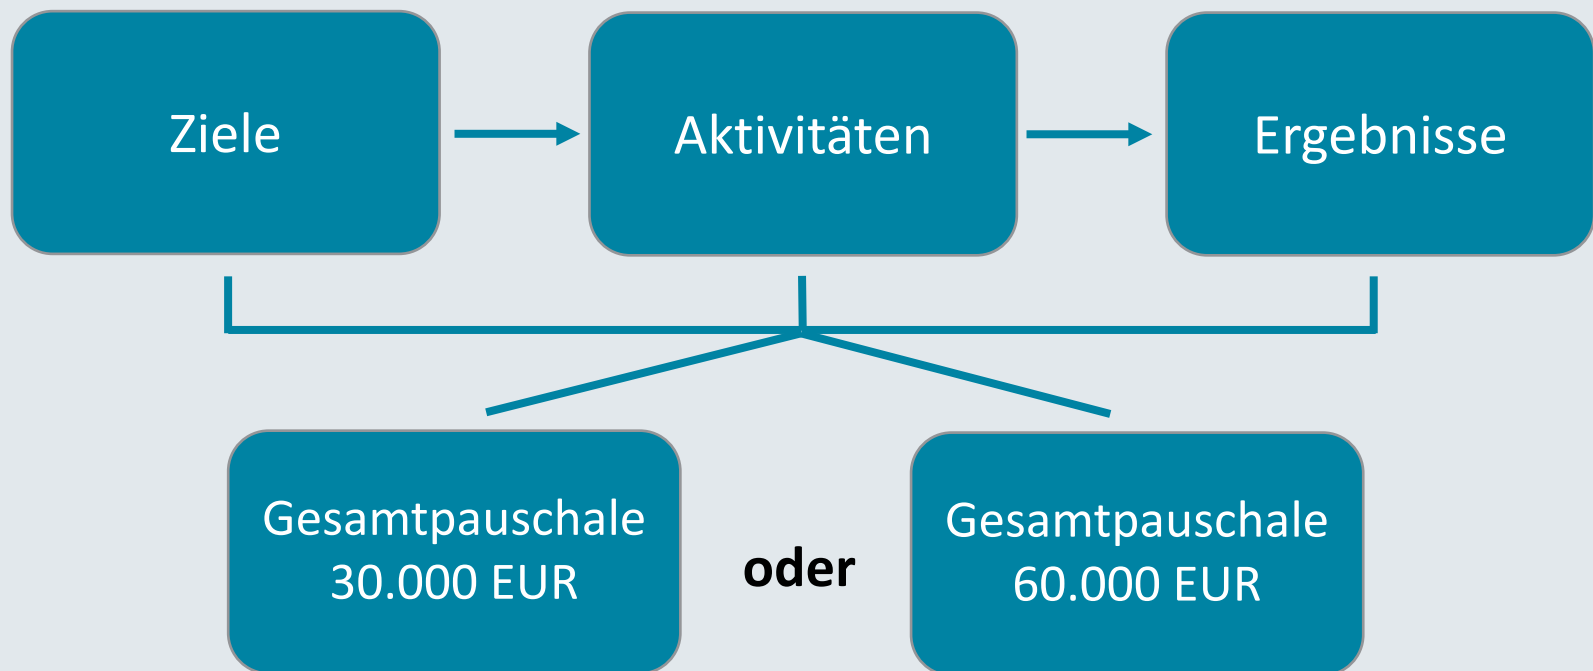 Ziele
Aktivitäten
Ergebnisse
Gesamtpauschale
30.000 EUR
oder
Gesamtpauschale
60.000 EUR